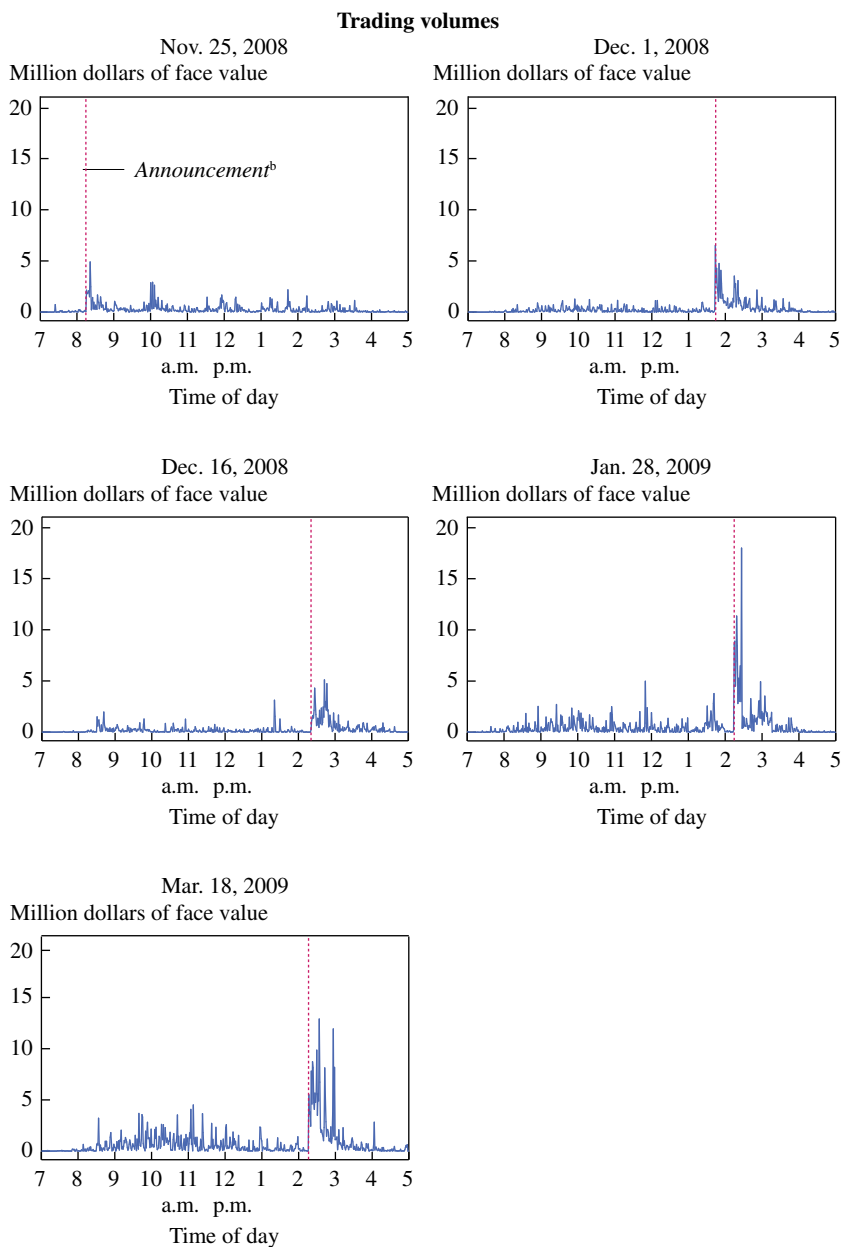 Trading volumes
Nov. 25, 2008
Million dollars of face value
20
15
Announcementᵇ
10
5
0
7 8 9 10 11 12 1 2 3 4 5
a.m. p.m.
Time of day
Dec. 1, 2008
Million dollars of face value
20
15
10
5
0
7 8 9 10 11 12 1 2 3 4 5
a.m. p.m.
Time of day
Dec. 16, 2008
Million dollars of face value
20
15
10
5
0
7 8 9 10 11 12 1 2 3 4 5
a.m. p.m.
Time of day
Jan. 28, 2009
Million dollars of face value
20
15
10
5
0
7 8 9 10 11 12 1 2 3 4 5
a.m. p.m.
Time of day
Mar. 18, 2009
Million dollars of face value
20
15
10
5
0
7 8 9 10 11 12 1 2 3 4 5
a.m. p.m.
Time of day